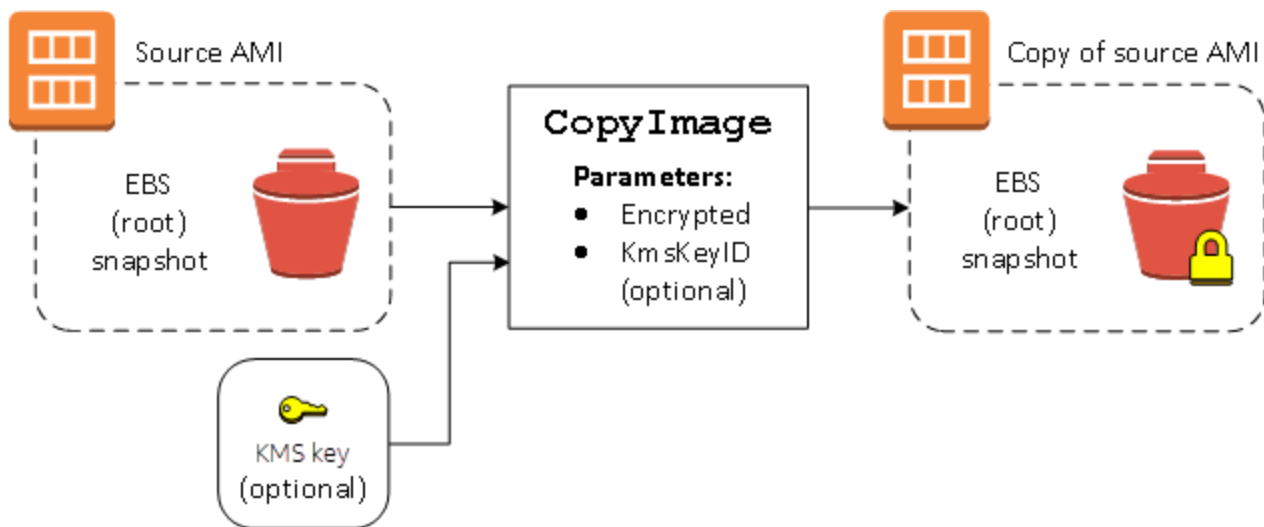 Source AMI
EBS
(root)
snapshot
KMS key
(optional)
CopyImage
Parameters:
● Encrypted
● KmsKeyID
(optional)
Copy of source AMI
EBS
(root)
snapshot